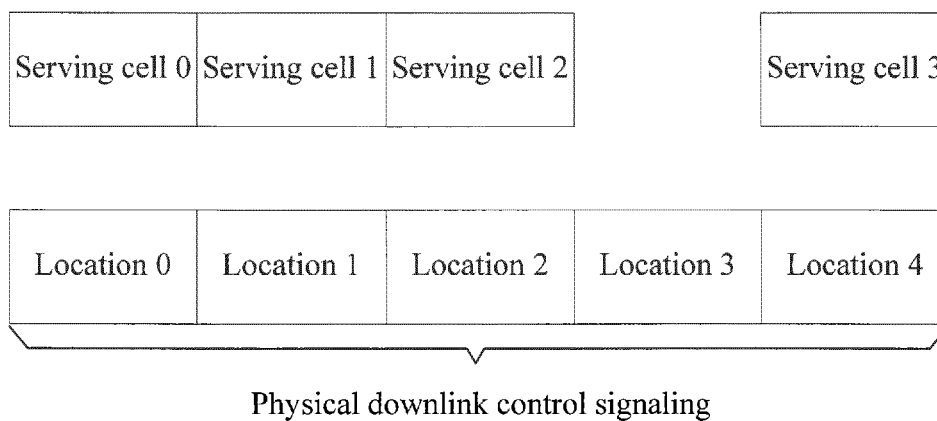 Serving cell 0 Serving cell 1 Serving cell 2 Serving cell 3
Location 0 Location 1 Location 2 Location 3 Location 4
Physical downlink control signaling